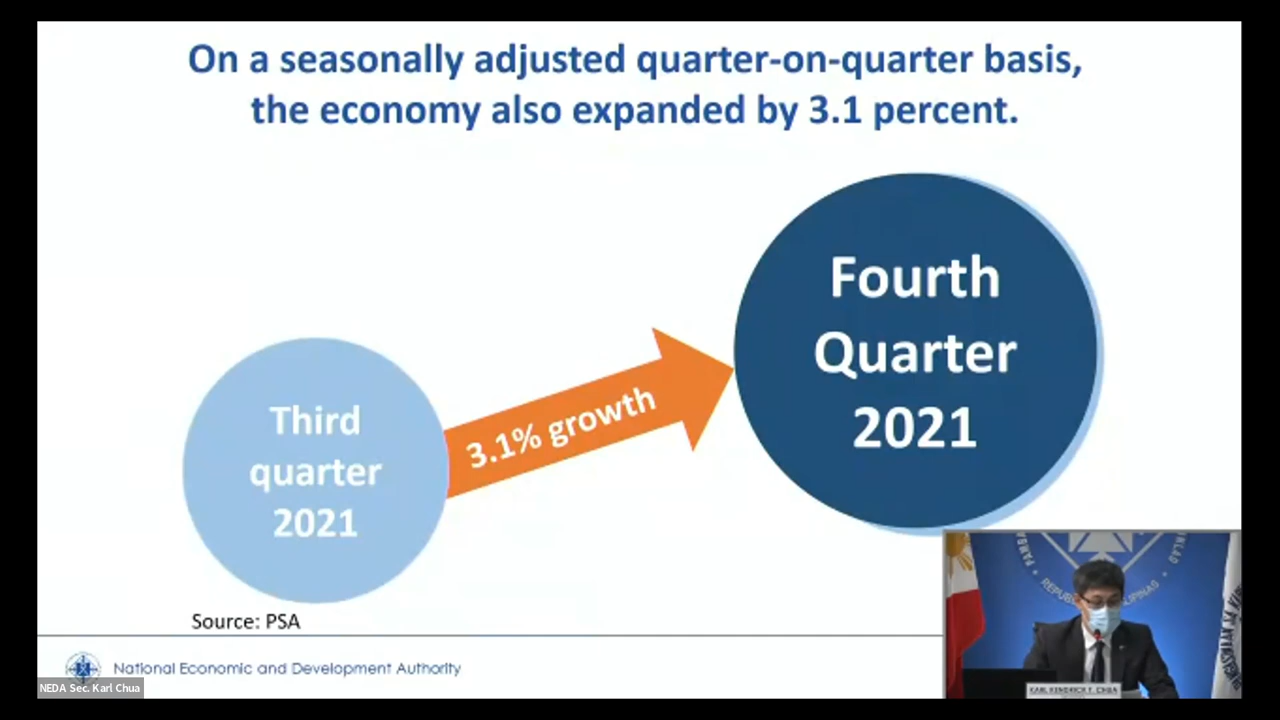 On a seasonally adjusted quarter-on-quarter basis,
the economy also expanded by 3.1 percent.
Fourth
Quarter
2021
3.1% growth
Third
quarter
2021
Source: PSA
National Economic and Development Authority
NEDA Sec. Karl Chua
KARL KENDRICK T. CHUA